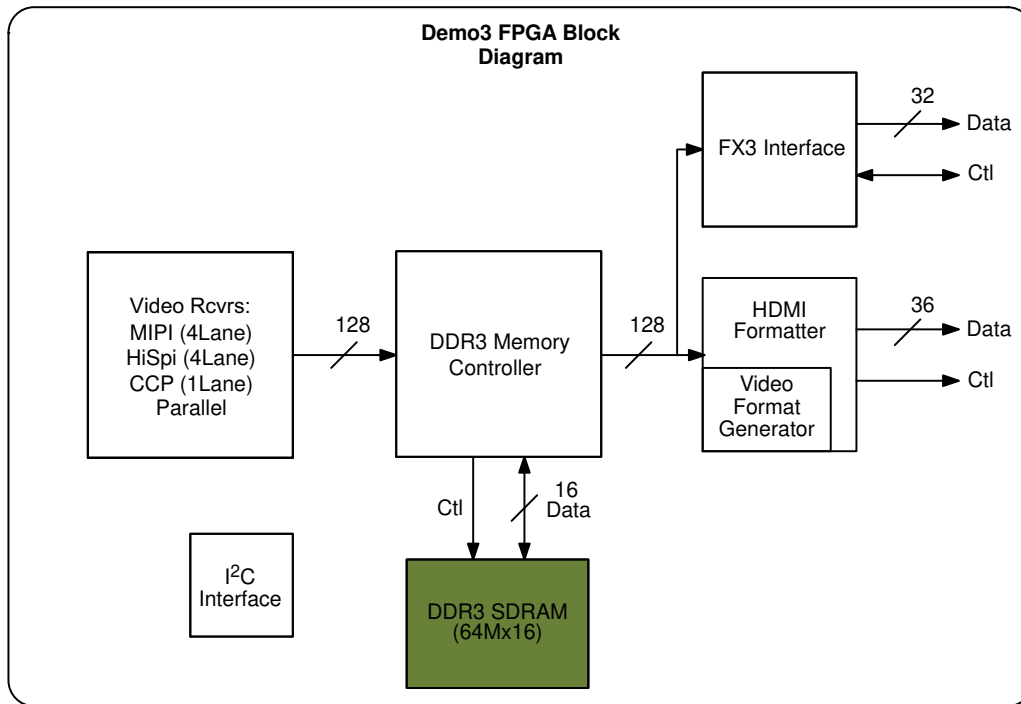 Demo3 FPGA Block
Diagram
32
Data
FX3 Interface
Ctl
Video Rcvrs:
MIPI (4Lane)
HiSpi (4Lane)
CCP (1Lane)
Parallel
128
DDR3 Memory
Controller
128
HDMI
Formatter
36
Data
Video
Format
Generator
Ctl
Ctl
16
Data
I²C
Interface
DDR3 SDRAM
(64Mx16)